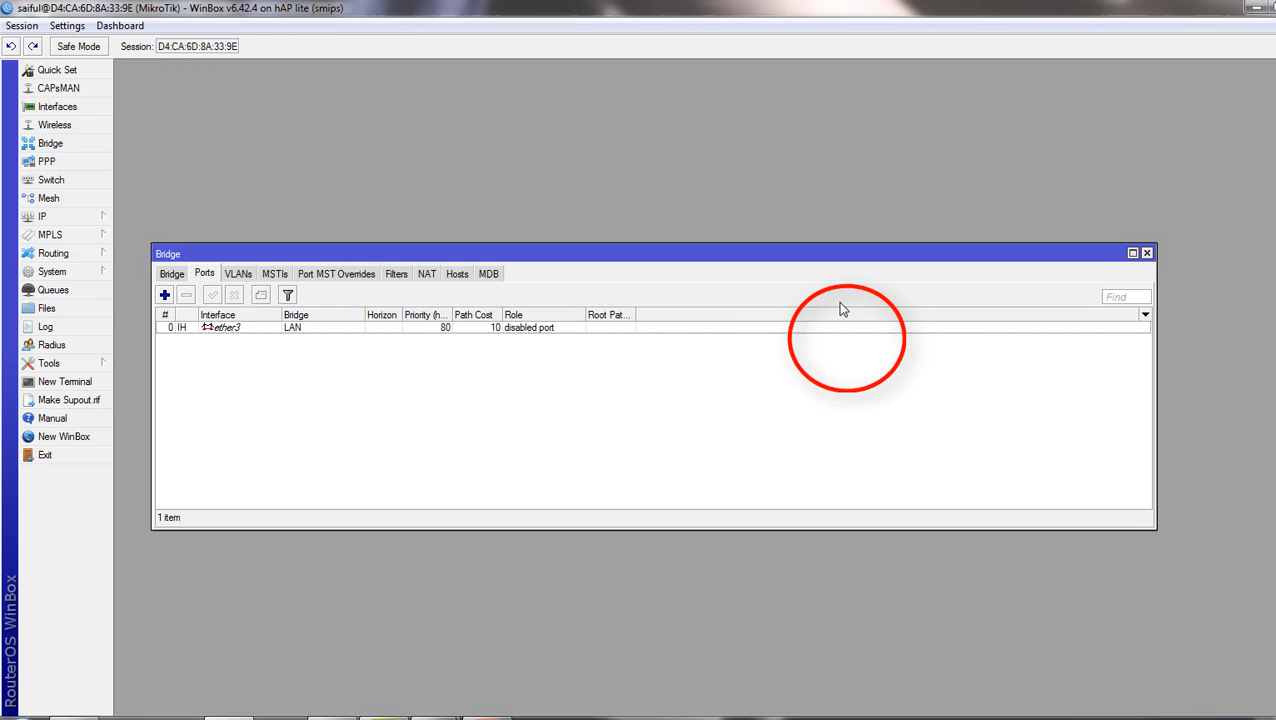 saiful@D4:CA:6D:8A:33:9E (MikroTik) - WinBox v6.42.4 on hAP lite (smips)
Session Settings Dashboard
Safe Mode Session: D4:CA:6D:8A:33:9E
Quick Set
CAPsMAN
Interfaces
Wireless
Bridge
PPP
Switch
Mesh
IP
MPLS
Routing
System
Queues
Files
Log
Radius
Tools
New Terminal
Make Supout.rif
Manual
New WinBox
Exit
RouterOS WinBox
Bridge
Bridge Ports VLANs MSTIs Port MST Overrides Filters NAT Hosts MDB
Find
# Interface Bridge Horizon Priority (h... Path Cost Role Root Pat...
0 IH ether3 LAN 80 10 disabled port
1 item